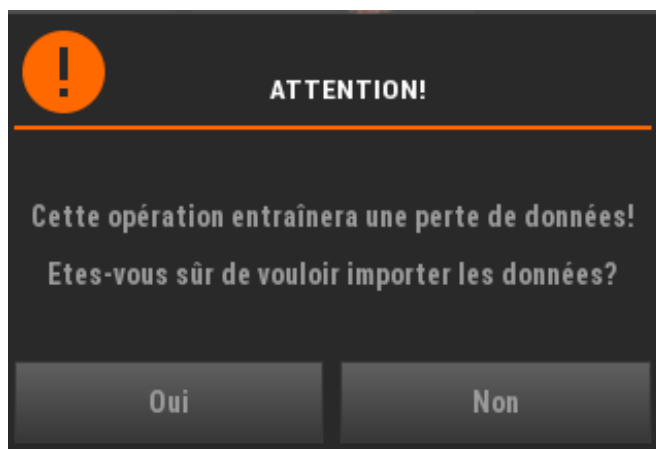 ATTENTION!
Cette opération entraînera une perte de données!
Etes-vous sûr de vouloir importer les données?
Oui
Non